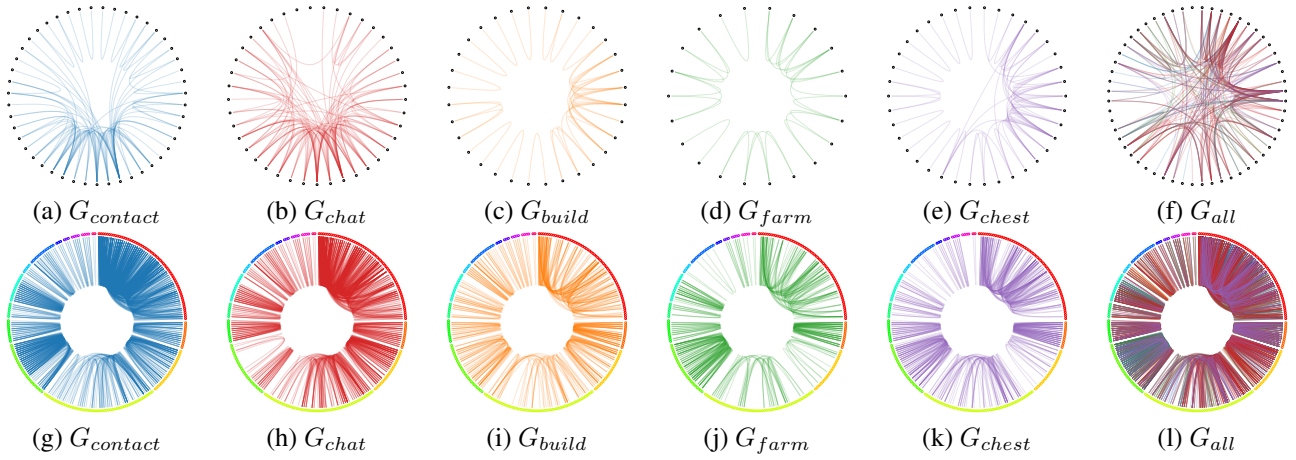 (a) G_contact (b) G_chat (c) G_build (d) G_farm (e) G_chest (f) G_all
(g) G_contact (h) G_chat (i) G_build (j) G_farm (k) G_chest (l) G_all